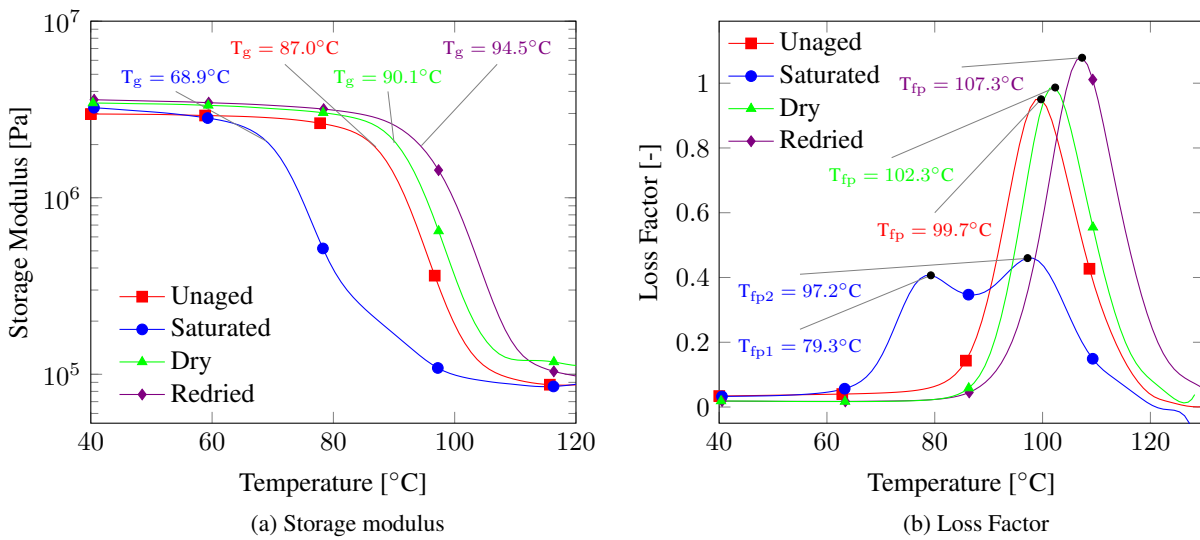 10^7
10^6
10^5
Storage Modulus [Pa]
T_g = 68.9°C
T_g = 87.0°C
T_g = 90.1°C
T_g = 94.5°C
Unaged
Saturated
Dry
Redried
40 60 80 100 120
Temperature [°C]
(a) Storage modulus
1
0.8
0.6
0.4
0.2
0
Loss Factor [-]
Unaged
Saturated
Dry
Redried
T_fp = 107.3°C
T_fp = 102.3°C
T_fp = 99.7°C
T_fp2 = 97.2°C
T_fp1 = 79.3°C
40 60 80 100 120
Temperature [°C]
(b) Loss Factor